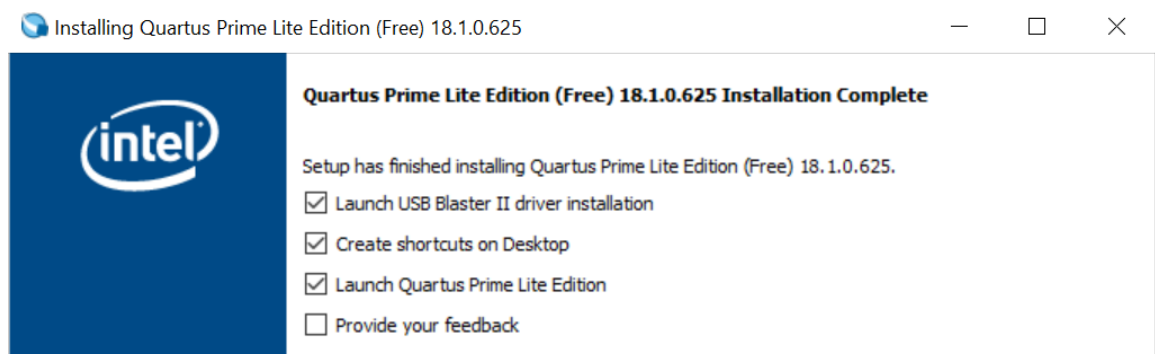 Installing Quartus Prime Lite Edition (Free) 18.1.0.625
intel
Quartus Prime Lite Edition (Free) 18.1.0.625 Installation Complete
Setup has finished installing Quartus Prime Lite Edition (Free) 18.1.0.625.
Launch USB Blaster II driver installation
Create shortcuts on Desktop
Launch Quartus Prime Lite Edition
Provide your feedback